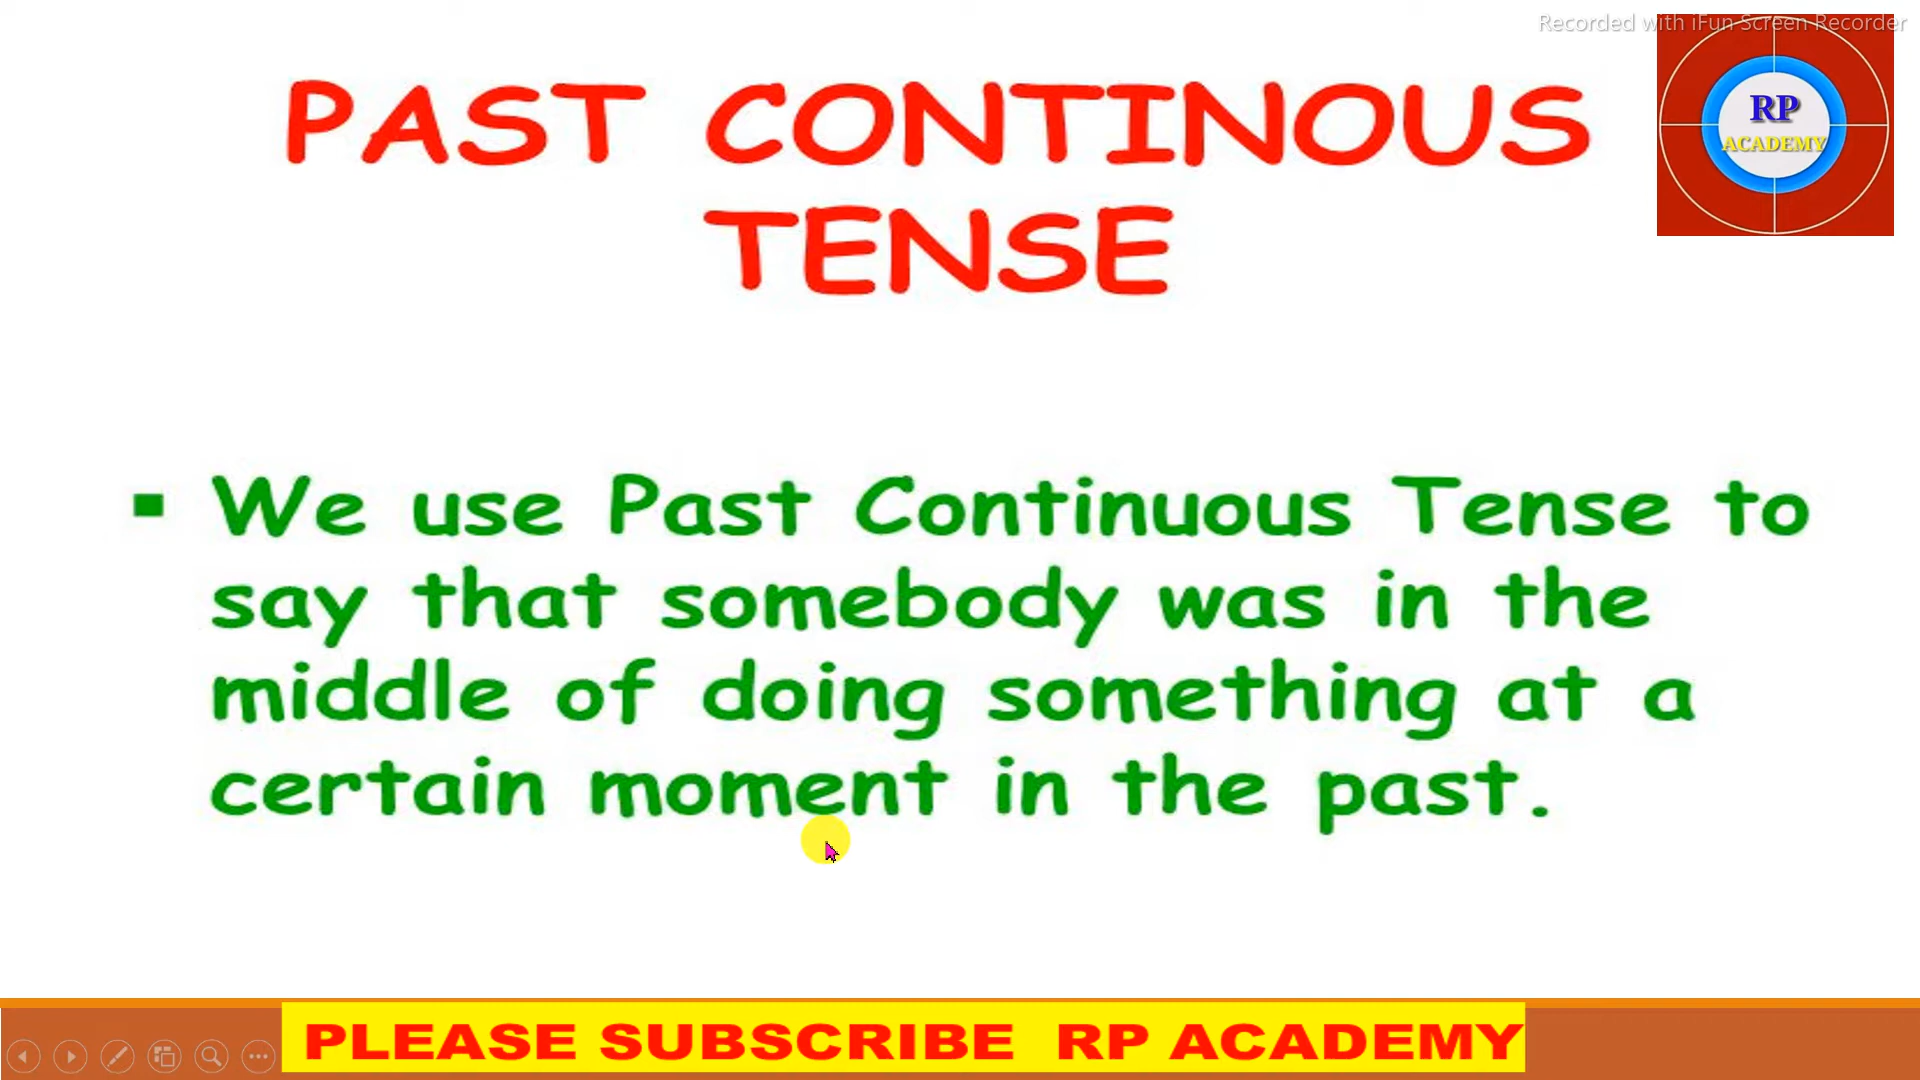 Recorded with iFun Screen Recorder
PAST CONTINOUS
TENSE
RP
ACADEMY
▪ We use Past Continuous Tense to
say that somebody was in the
middle of doing something at a
certain moment in the past.
PLEASE SUBSCRIBE RP ACADEMY